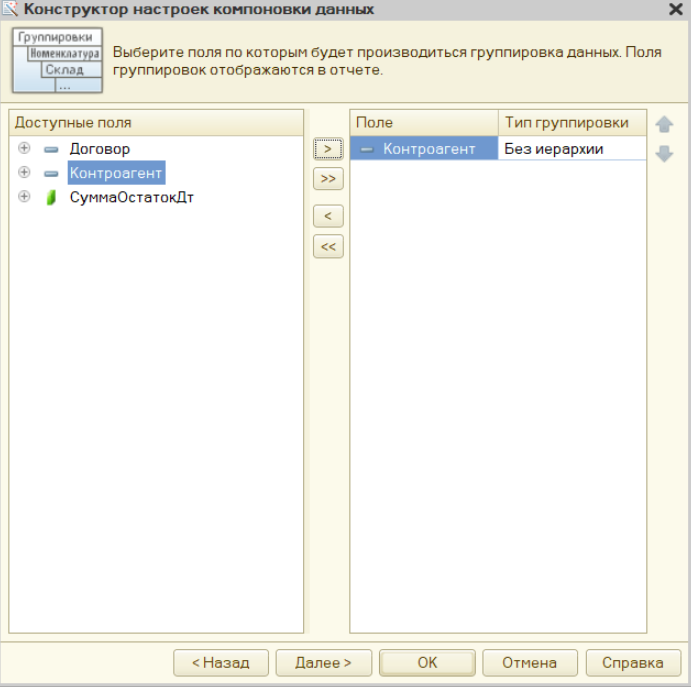 Конструктор настроек компоновки данных
Группировки
Номенклатура
Склад
...
Выберите поля по которым будет производиться группировка данных. Поля
группировок отображаются в отчете.
Доступные поля
Договор
Контроагент
СуммаОстатокДт
>
>>
<
<<
Поле Тип группировки
Контроагент Без иерархии
< Назад Далее > OK Отмена Справка